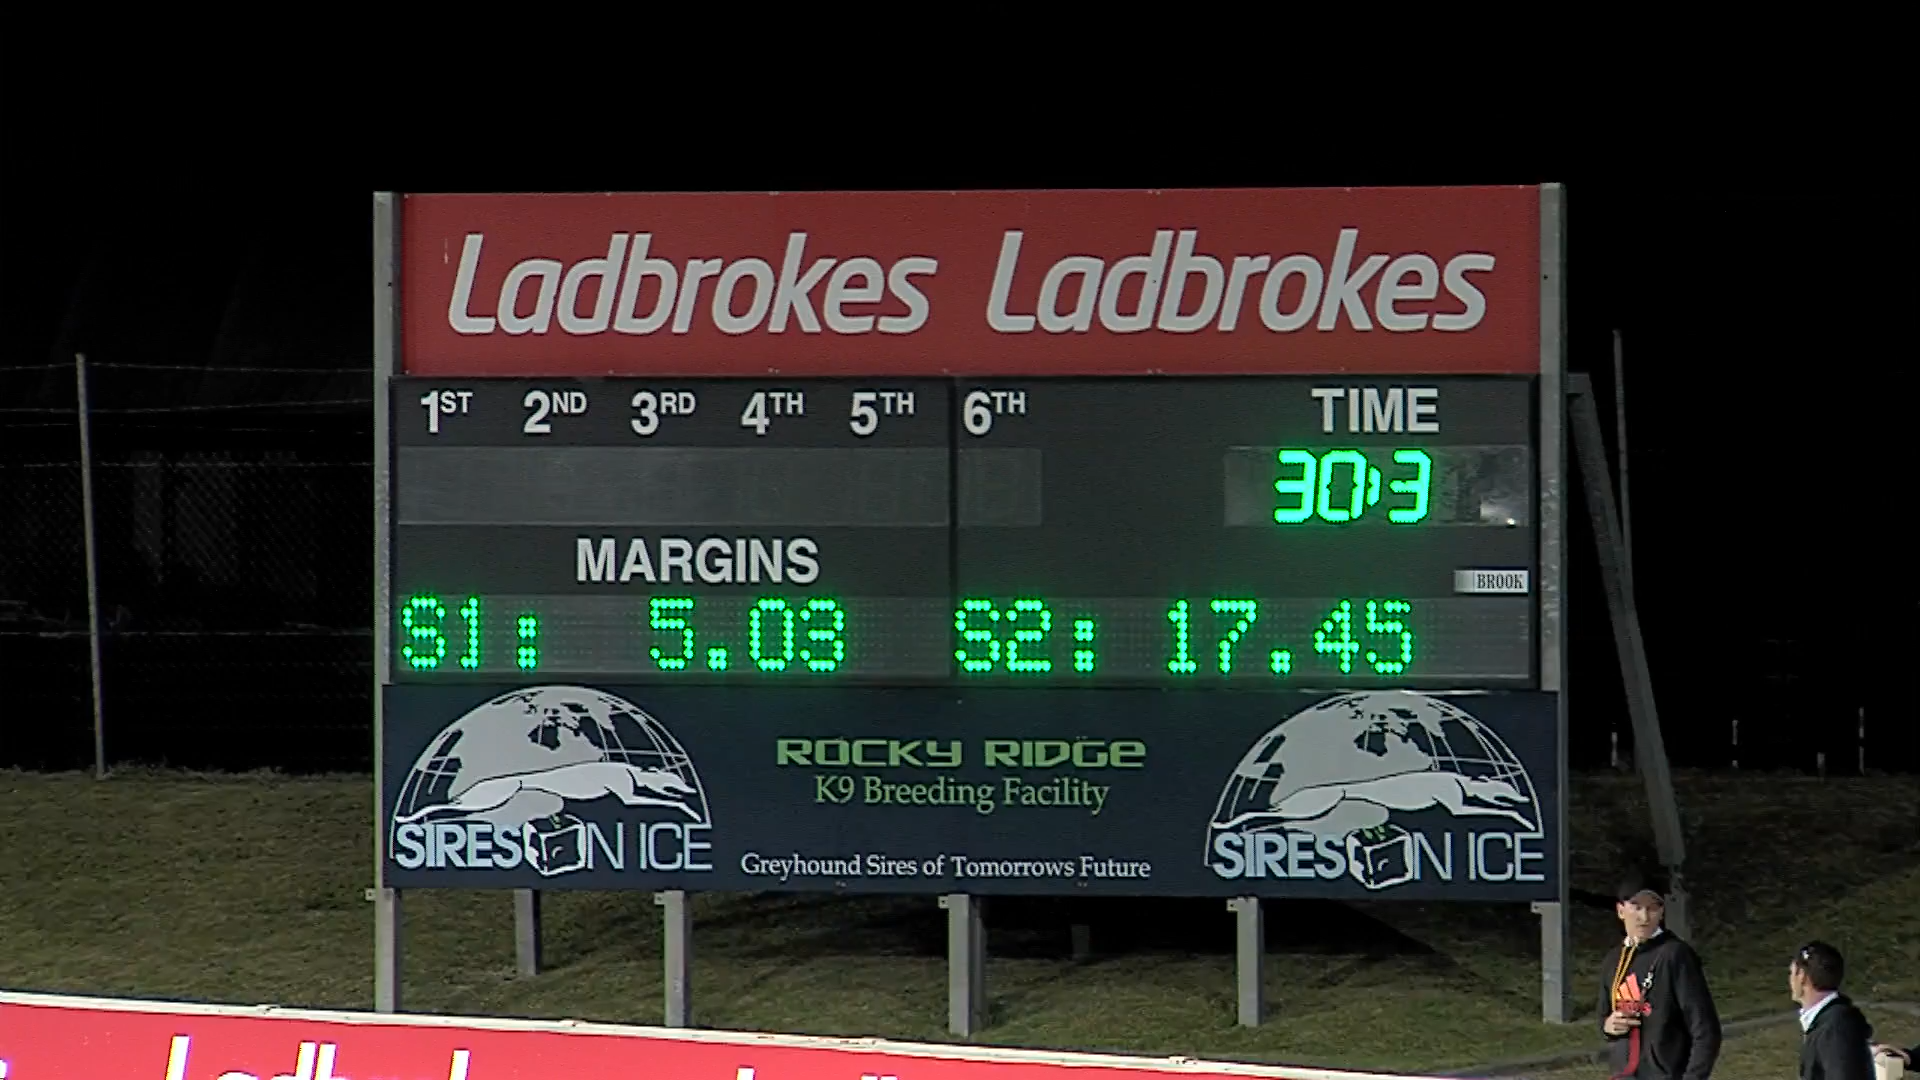 Ladbrokes Ladbrokes
1ST 2ND 3RD 4TH 5TH 6TH TIME
30:3
MARGINS
BROOK
S1: 5.03 S2: 17.45
ROCKY RIDGE
K9 Breeding Facility
SIRES ON ICE
Greyhound Sires of Tomorrows Future
SIRES ON ICE